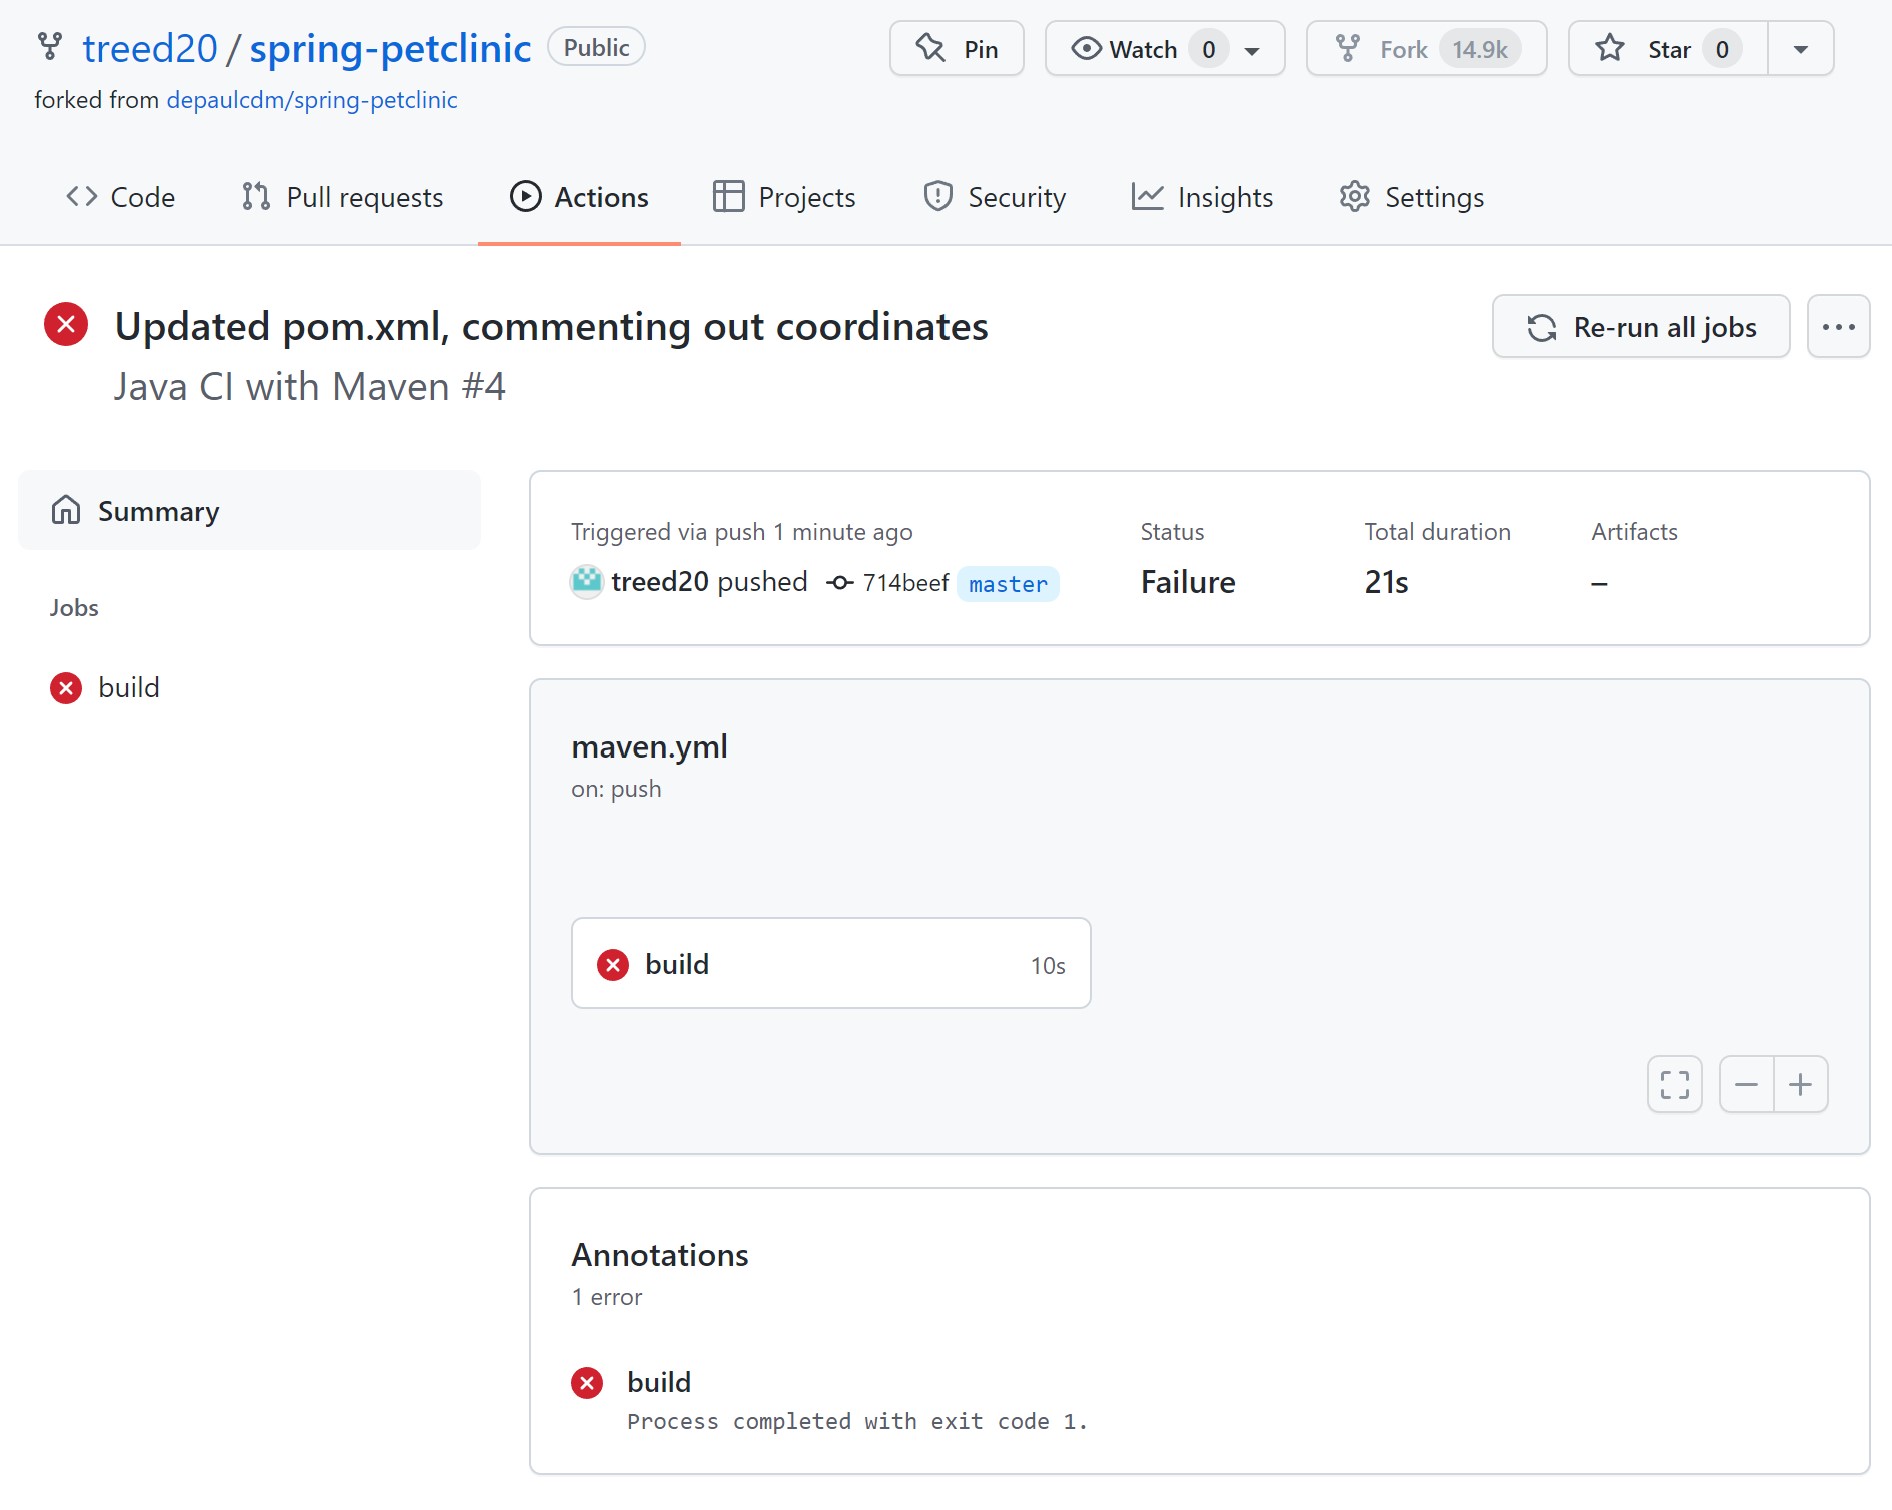 treed20 / spring-petclinic Public
Pin
Watch 0
Fork 14.9k
Star 0
forked from depaulcdm/spring-petclinic
Code
Pull requests
Actions
Projects
Security
Insights
Settings
Updated pom.xml, commenting out coordinates
Java CI with Maven #4
Re-run all jobs
Summary
Jobs
build
Triggered via push 1 minute ago
treed20 pushed 714beef master
Status
Failure
Total duration
21s
Artifacts
–
maven.yml
on: push
build 10s
Annotations
1 error
build
Process completed with exit code 1.